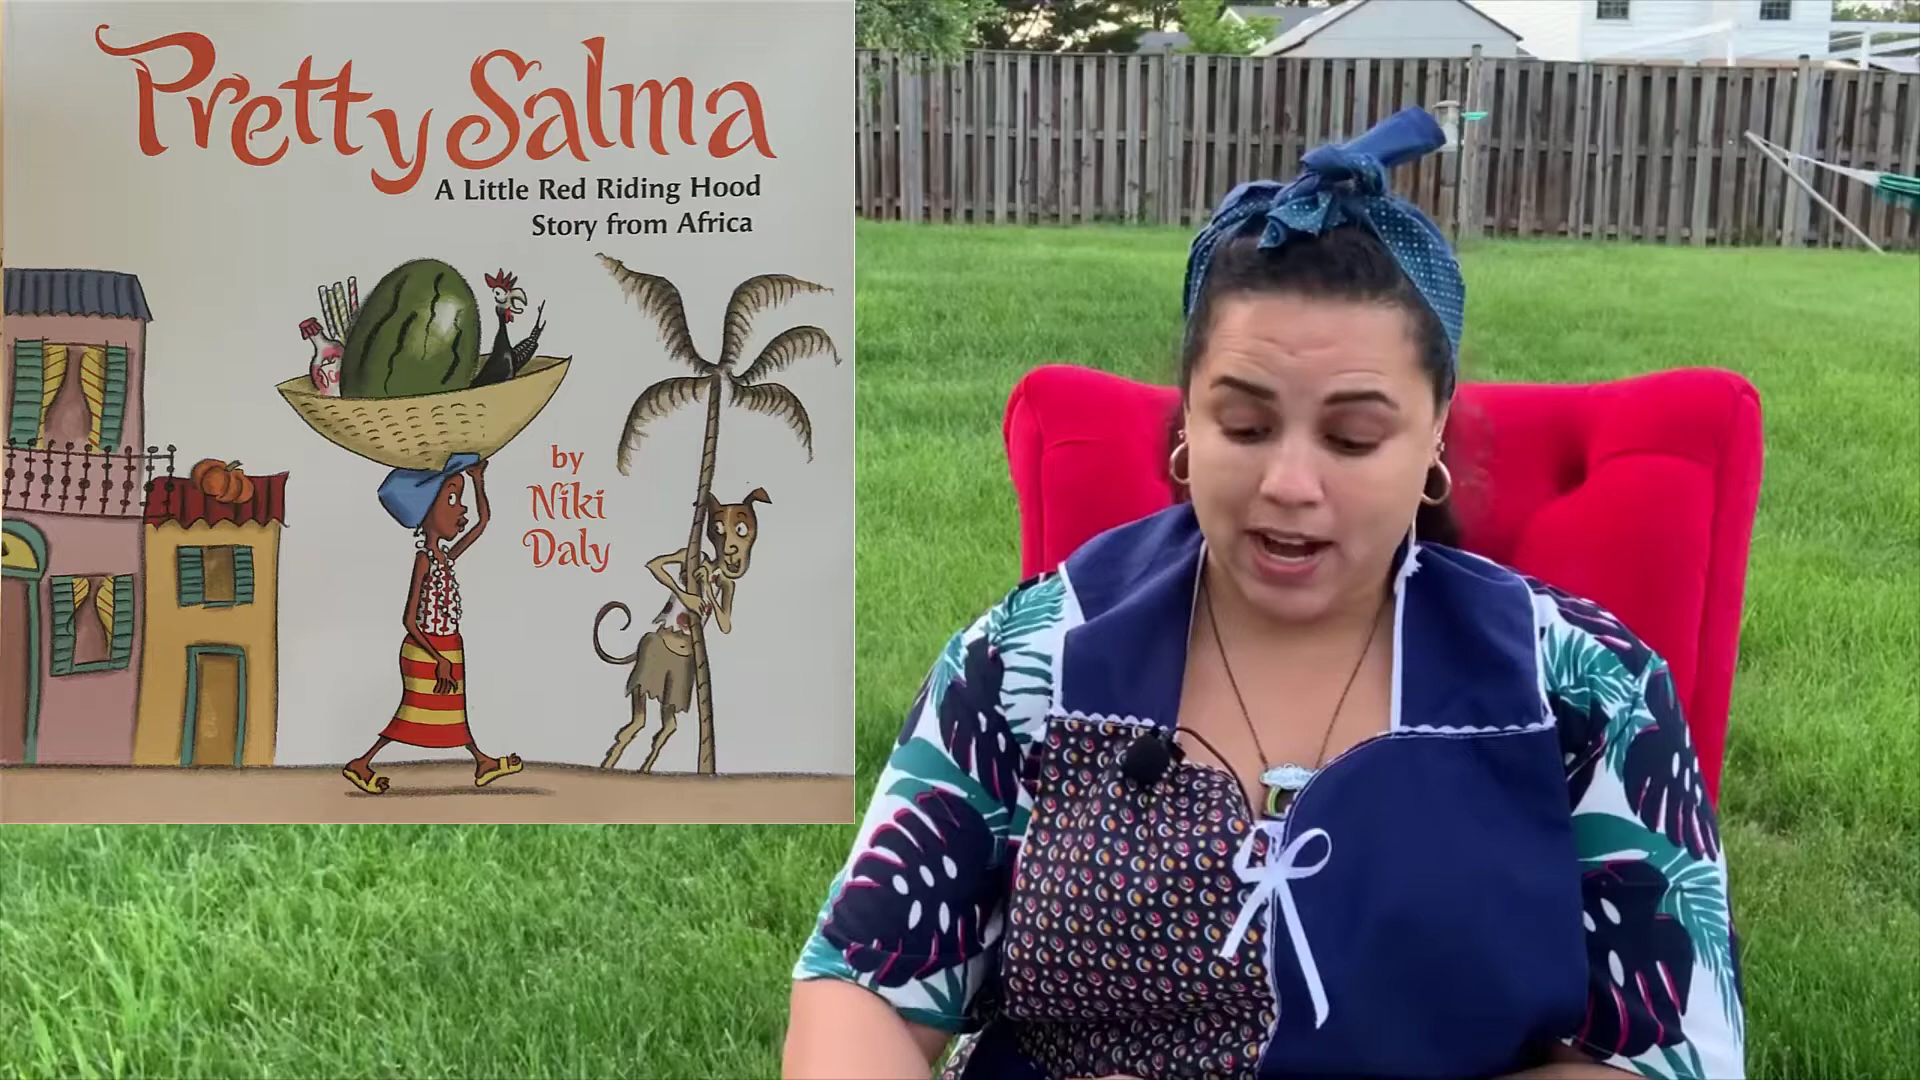 Pretty Salma
A Little Red Riding Hood
Story from Africa
by
Niki
Daly